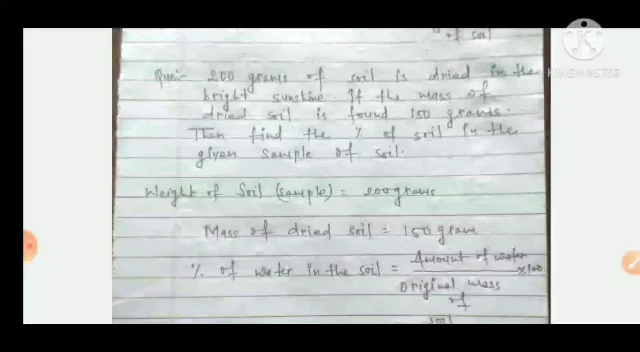 of soil
KINEMASTER
Que:- 200 grams of soil is dried in the
bright sunshine If the mass of
dried soil is found 150 grams.
Then find the % of soil in the
given sample of soil.
Weight of Soil (sample) = 200grams
Mass of dried soil = 150 gram
% of water in the soil = Amount of water ×100
Original mass
of
soil